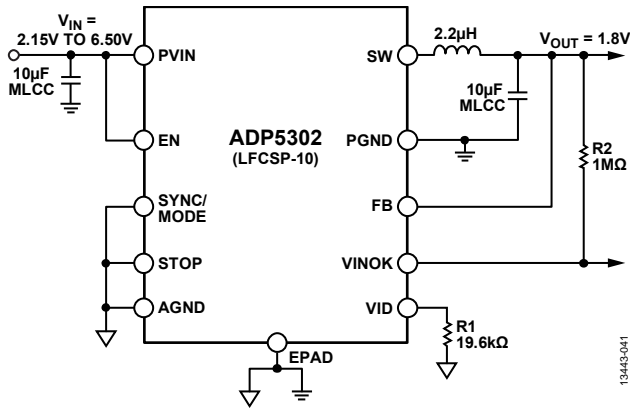 VIN =
2.15V TO 6.50V
10µF
MLCC
PVIN
EN
SYNC/
MODE
STOP
AGND
ADP5302
(LFCSP-10)
EPAD
SW
PGND
FB
VINOK
VID
2.2µH
VOUT = 1.8V
10µF
MLCC
R2
1MΩ
R1
19.6kΩ
13443-041